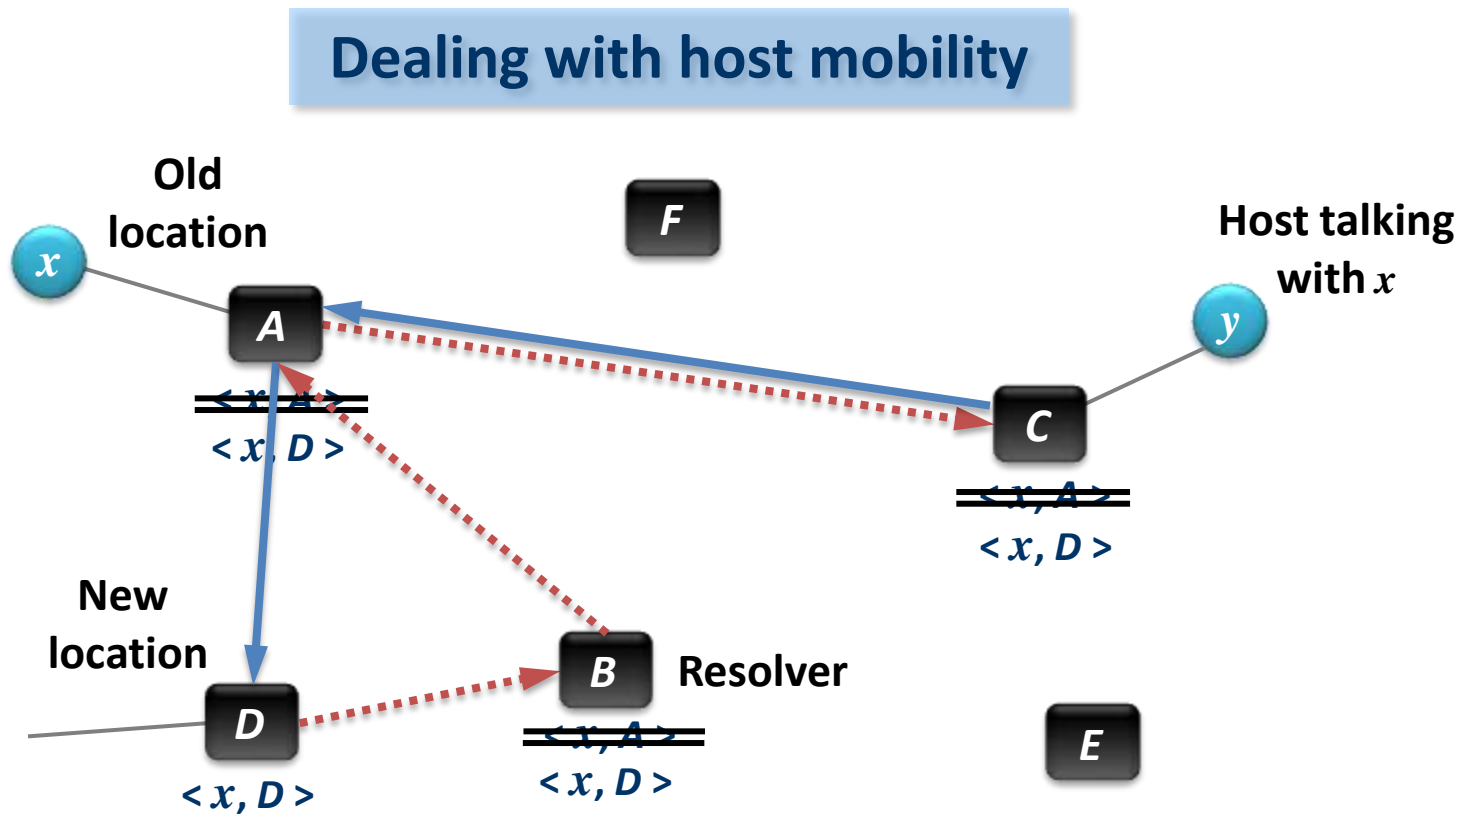 Dealing with host mobility
Old
location
x
F
Host talking
with x
y
A
< x, A >
< x, D >
C
< x, A >
< x, D >
New
location
B
Resolver
D
< x, A >
< x, D >
E
< x, D >